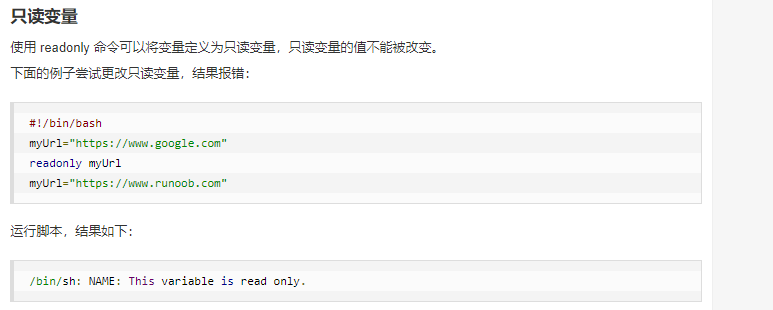 只读变量
使用 readonly 命令可以将变量定义为只读变量，只读变量的值不能被改变。
下面的例子尝试更改只读变量，结果报错：
#!/bin/bash
myUrl="https://www.google.com"
readonly myUrl
myUrl="https://www.runoob.com"
运行脚本，结果如下：
/bin/sh: NAME: This variable is read only.